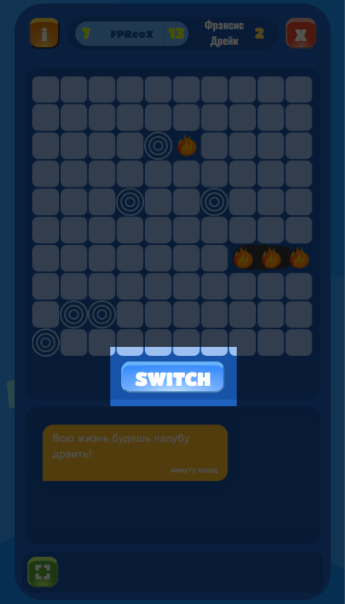 i
7 FPReoX 13
Фрэнсис
Дрейк
2
X
SWITCH
Всю жизнь будешь палубу
драить!
минуту назад